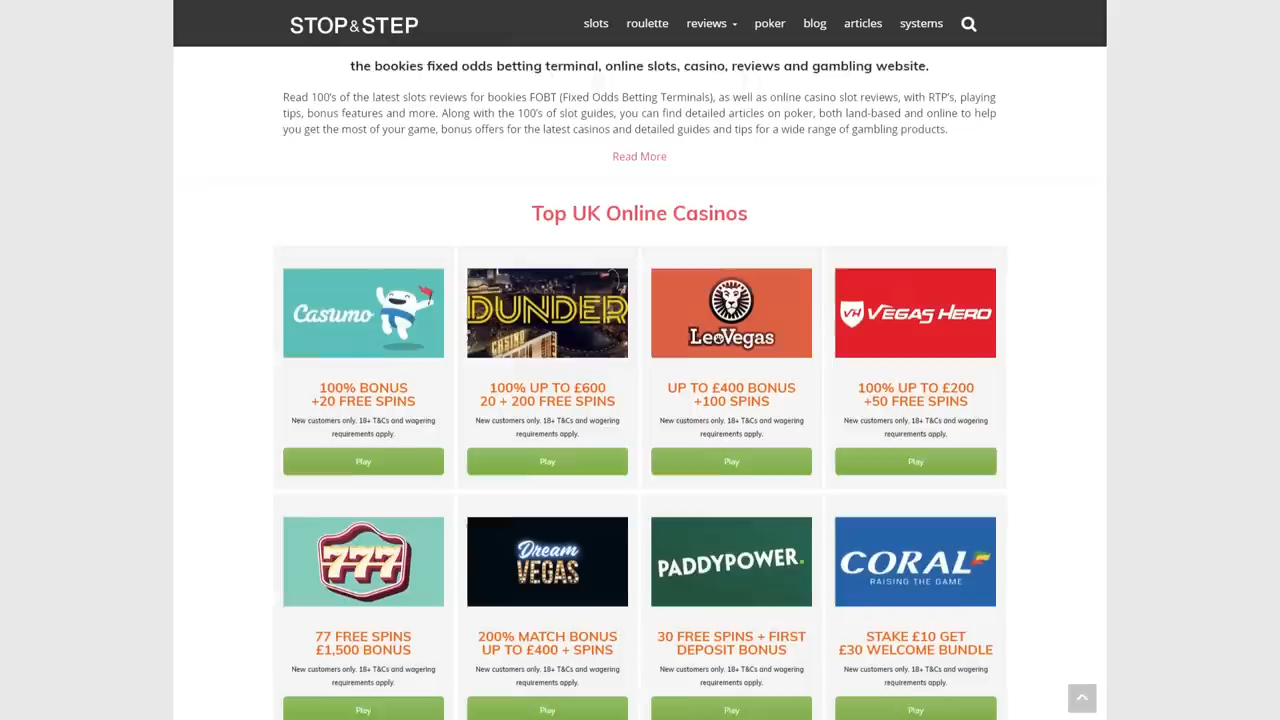 STOP&STEP
slots roulette reviews poker blog articles systems
the bookies fixed odds betting terminal, online slots, casino, reviews and gambling website.
Read 100's of the latest slots reviews for bookies FOBT (Fixed Odds Betting Terminals), as well as online casino slot reviews, with RTP's, playing
tips, bonus features and more. Along with the 100's of slot guides, you can find detailed articles on poker, both land-based and online to help
you get the most of your game, bonus offers for the latest casinos and detailed guides and tips for a wide range of gambling products.
Read More
Top UK Online Casinos
Casumo
100% BONUS
+20 FREE SPINS
New customers only. 18+ T&Cs and wagering
requirements apply.
Play
DUNDER
CASINO
100% UP TO £600
20 + 200 FREE SPINS
New customers only. 18+ T&Cs and wagering
requirements apply.
Play
LeoVegas
UP TO £400 BONUS
+100 SPINS
New customers only. 18+ T&Cs and wagering
requirements apply.
Play
VH VEGAS HERO
100% UP TO £200
+50 FREE SPINS
New customers only. 18+ T&Cs and wagering
requirements apply.
Play
777
77 FREE SPINS
£1,500 BONUS
New customers only. 18+ T&Cs and wagering
requirements apply.
Play
Dream
VEGAS
200% MATCH BONUS
UP TO £400 + SPINS
New customers only. 18+ T&Cs and wagering
requirements apply.
Play
PADDYPOWER.
30 FREE SPINS + FIRST
DEPOSIT BONUS
New customers only. 18+ T&Cs and wagering
requirements apply.
Play
CORAL
RAISING THE GAME
STAKE £10 GET
£30 WELCOME BUNDLE
New customers only. 18+ T&Cs and wagering
requirements apply.
Play